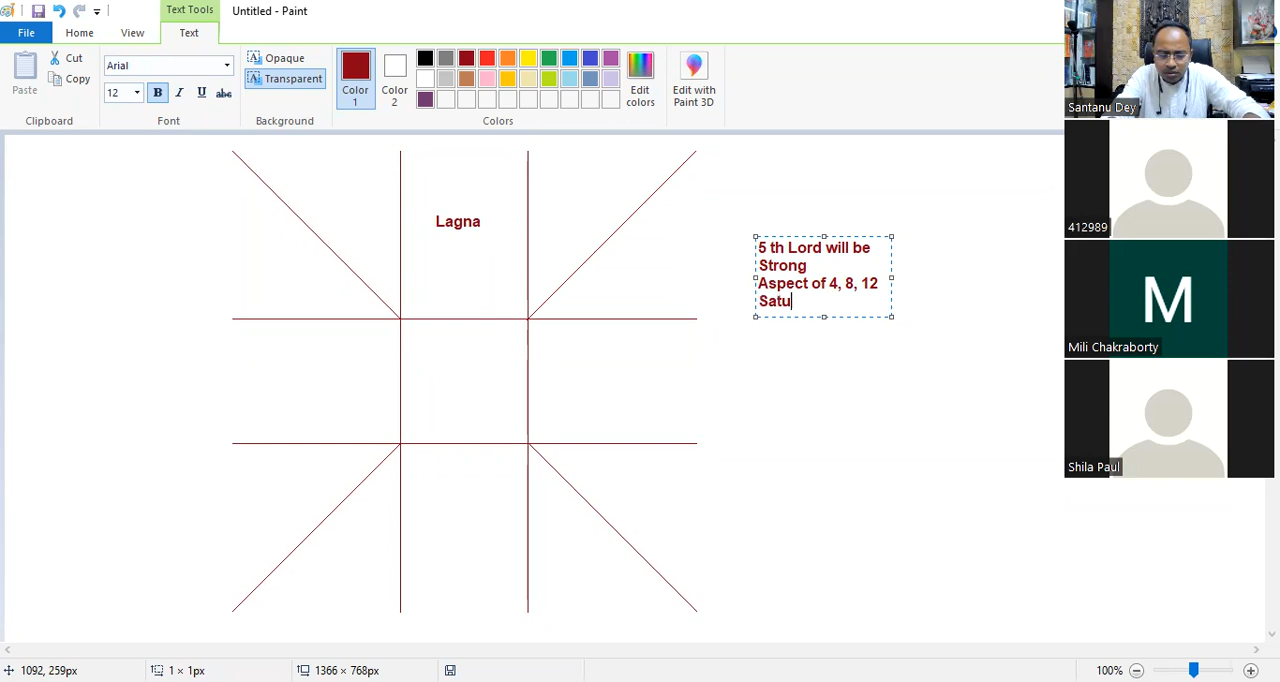 Text Tools
Untitled - Paint
File
Home
View
Text
Paste
Cut
Copy
Clipboard
Arial
12
B
I
U
abc
Font
Opaque
Transparent
Background
Color
1
Color
2
Edit
colors
Colors
Edit with
Paint 3D
Lagna
5 th Lord will be
Strong
Aspect of 4, 8, 12
Satu
Santanu Dey
412989
M
Mili Chakraborty
Shila Paul
1092, 259px
1 × 1px
1366 × 768px
100%